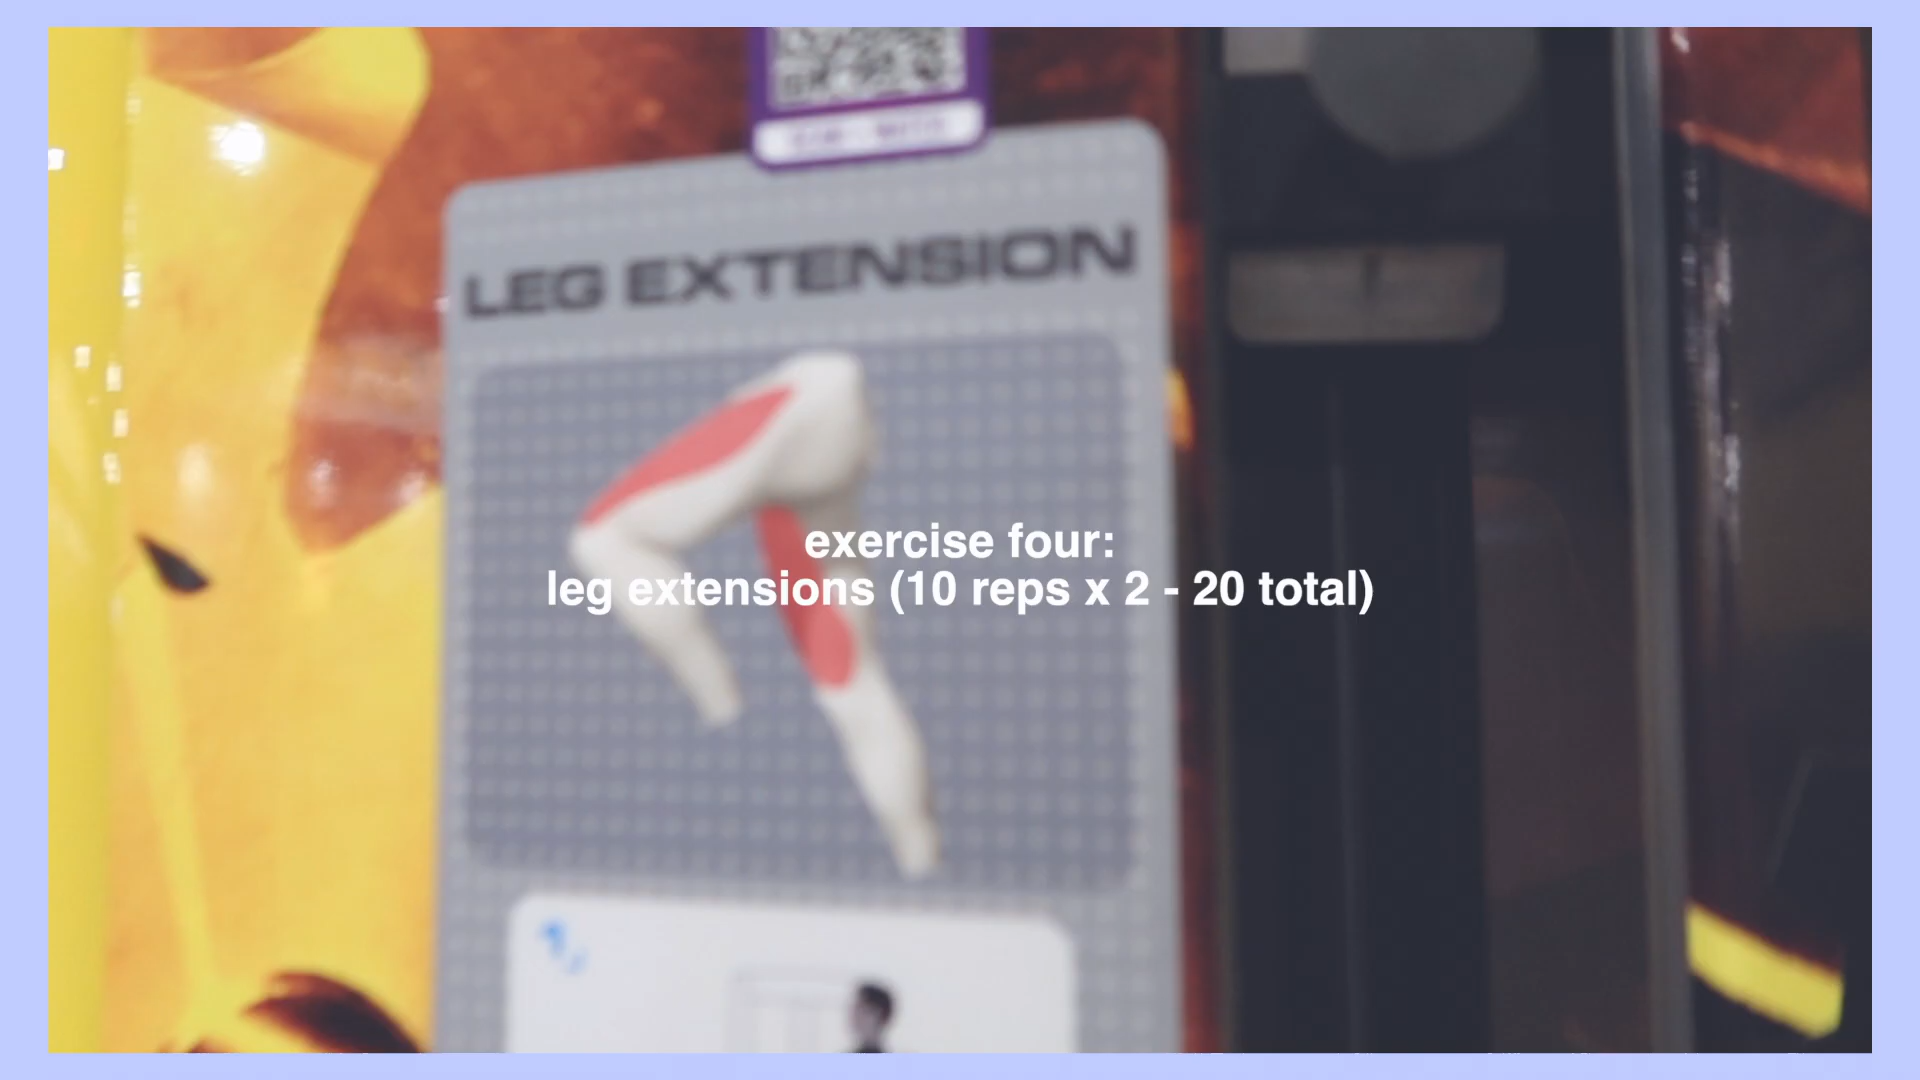 LEG EXTENSION
exercise four:
leg extensions (10 reps x 2 - 20 total)